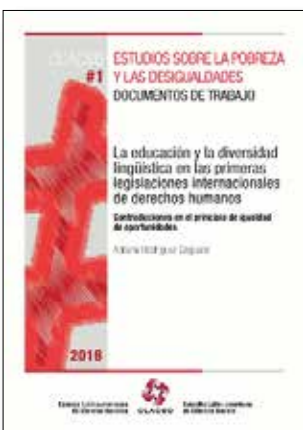 CLACSO
#1
ESTUDIOS SOBRE LA POBREZA
Y LAS DESIGUALDADES
DOCUMENTOS DE TRABAJO
La educación y la diversidad
lingüística en las primeras
legislaciones internacionales
de derechos humanos
Contradicciones en el principio de igualdad
de oportunidades
2018
CLACSO